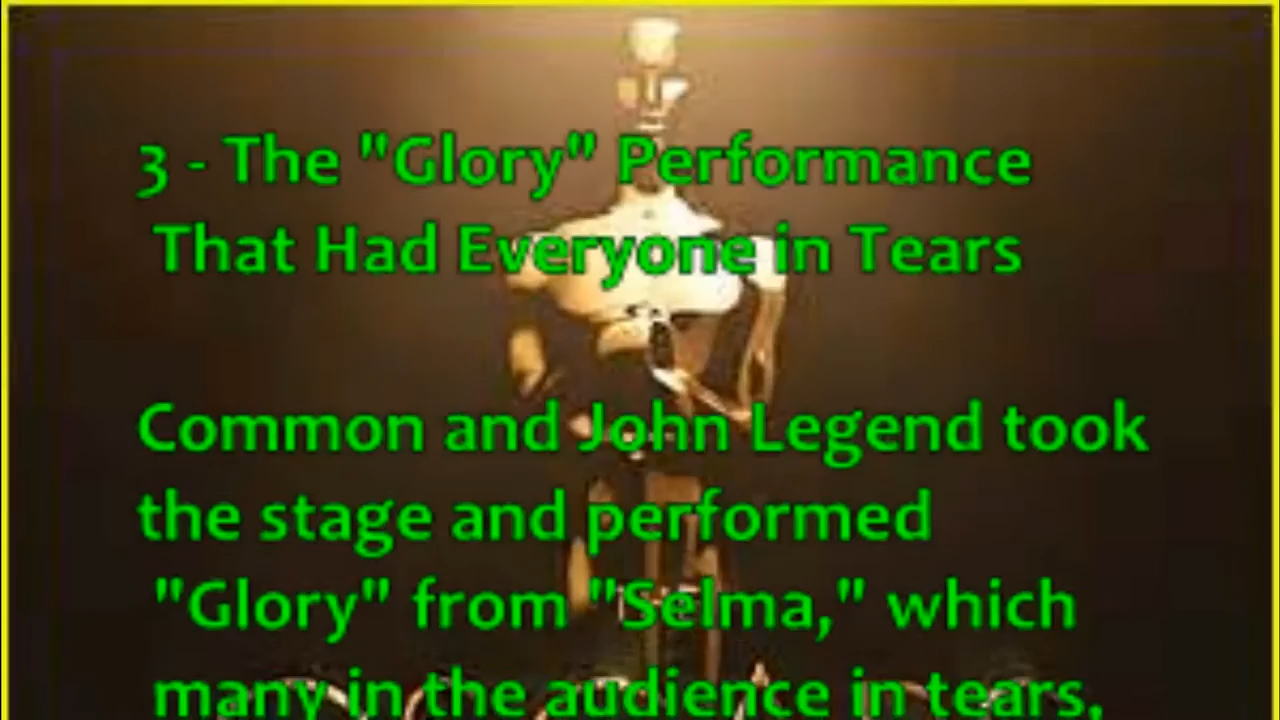 3 - The "Glory" Performance
That Had Everyone in Tears
Common and John Legend took
the stage and performed
"Glory" from "Selma," which
many in the audience in tears.